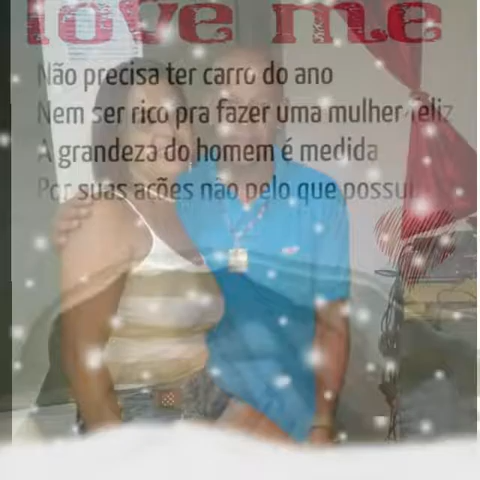 love me
Não precisa ter carro do ano
Nem ser rico pra fazer uma mulher feliz
A grandeza do homem é medida
Por suas ações não pelo que possui